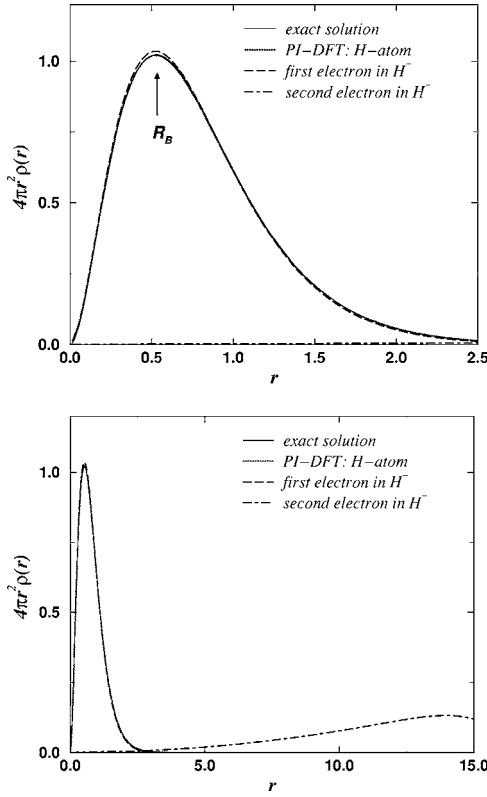 exact solution
PI–DFT: H–atom
first electron in H⁻
second electron in H⁻
R_B
4πr²ρ(r)
1.0
0.5
0.0
0.0 0.5 1.0 1.5 2.0 2.5
r
exact solution
PI–DFT: H–atom
first electron in H⁻
second electron in H⁻
4πr²ρ(r)
1.0
0.5
0.0
0.0 5.0 10.0 15.0
r